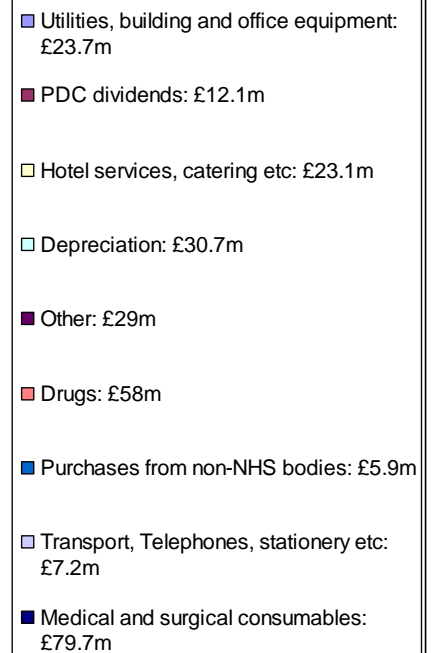 Utilities, building and office equipment:
£23.7m
PDC dividends: £12.1m
Hotel services, catering etc: £23.1m
Depreciation: £30.7m
Other: £29m
Drugs: £58m
Purchases from non-NHS bodies: £5.9m
Transport, Telephones, stationery etc:
£7.2m
Medical and surgical consumables:
£79.7m